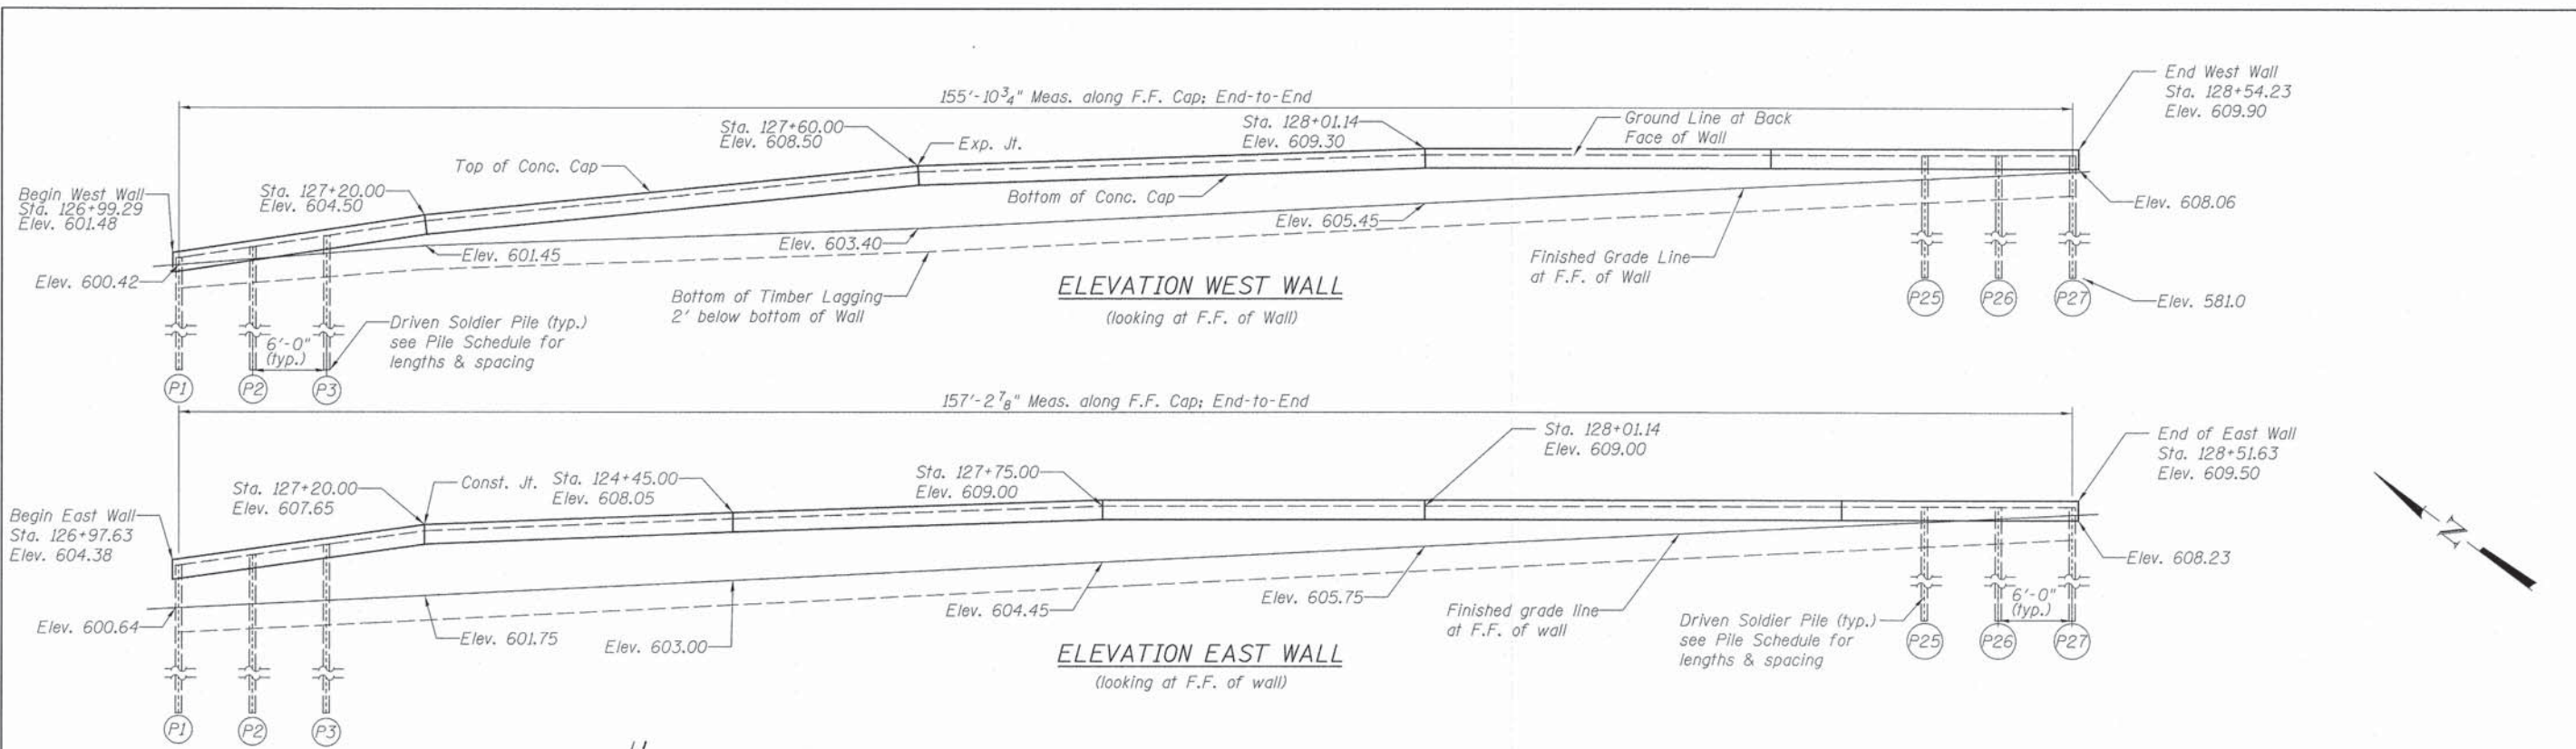 155'-10 3/4" Meas. along F.F. Cap; End-to-End
End West Wall
Sta. 128+54.23
Elev. 609.90
Sta. 127+60.00
Elev. 608.50
Exp. Jt.
Sta. 128+01.14
Elev. 609.30
Ground Line at Back
Face of Wall
Top of Conc. Cap
Begin West Wall
Sta. 126+99.29
Elev. 601.48
Sta. 127+20.00
Elev. 604.50
Bottom of Conc. Cap
Elev. 608.06
Elev. 605.45
Elev. 603.40
Elev. 601.45
Elev. 600.42
Finished Grade Line
at F.F. of Wall
Bottom of Timber Lagging
2' below bottom of Wall
ELEVATION WEST WALL
(looking at F.F. of Wall)
Elev. 581.0
P25
P26
P27
Driven Soldier Pile (typ.)
see Pile Schedule for
lengths & spacing
6'-0"
(typ.)
P1
P2
P3
157'-2 7/8" Meas. along F.F. Cap; End-to-End
Sta. 128+01.14
Elev. 609.00
End of East Wall
Sta. 128+51.63
Elev. 609.50
Sta. 127+20.00
Elev. 607.65
Const. Jt.
Sta. 124+45.00
Elev. 608.05
Sta. 127+75.00
Elev. 609.00
Begin East Wall
Sta. 126+97.63
Elev. 604.38
N
Elev. 608.23
Elev. 600.64
Elev. 601.75
Elev. 603.00
Elev. 604.45
Elev. 605.75
Finished grade line
at F.F. of wall
Driven Soldier Pile (typ.)
see Pile Schedule for
lengths & spacing
6'-0"
(typ.)
P25
P26
P27
ELEVATION EAST WALL
(looking at F.F. of wall)
P1
P2
P3